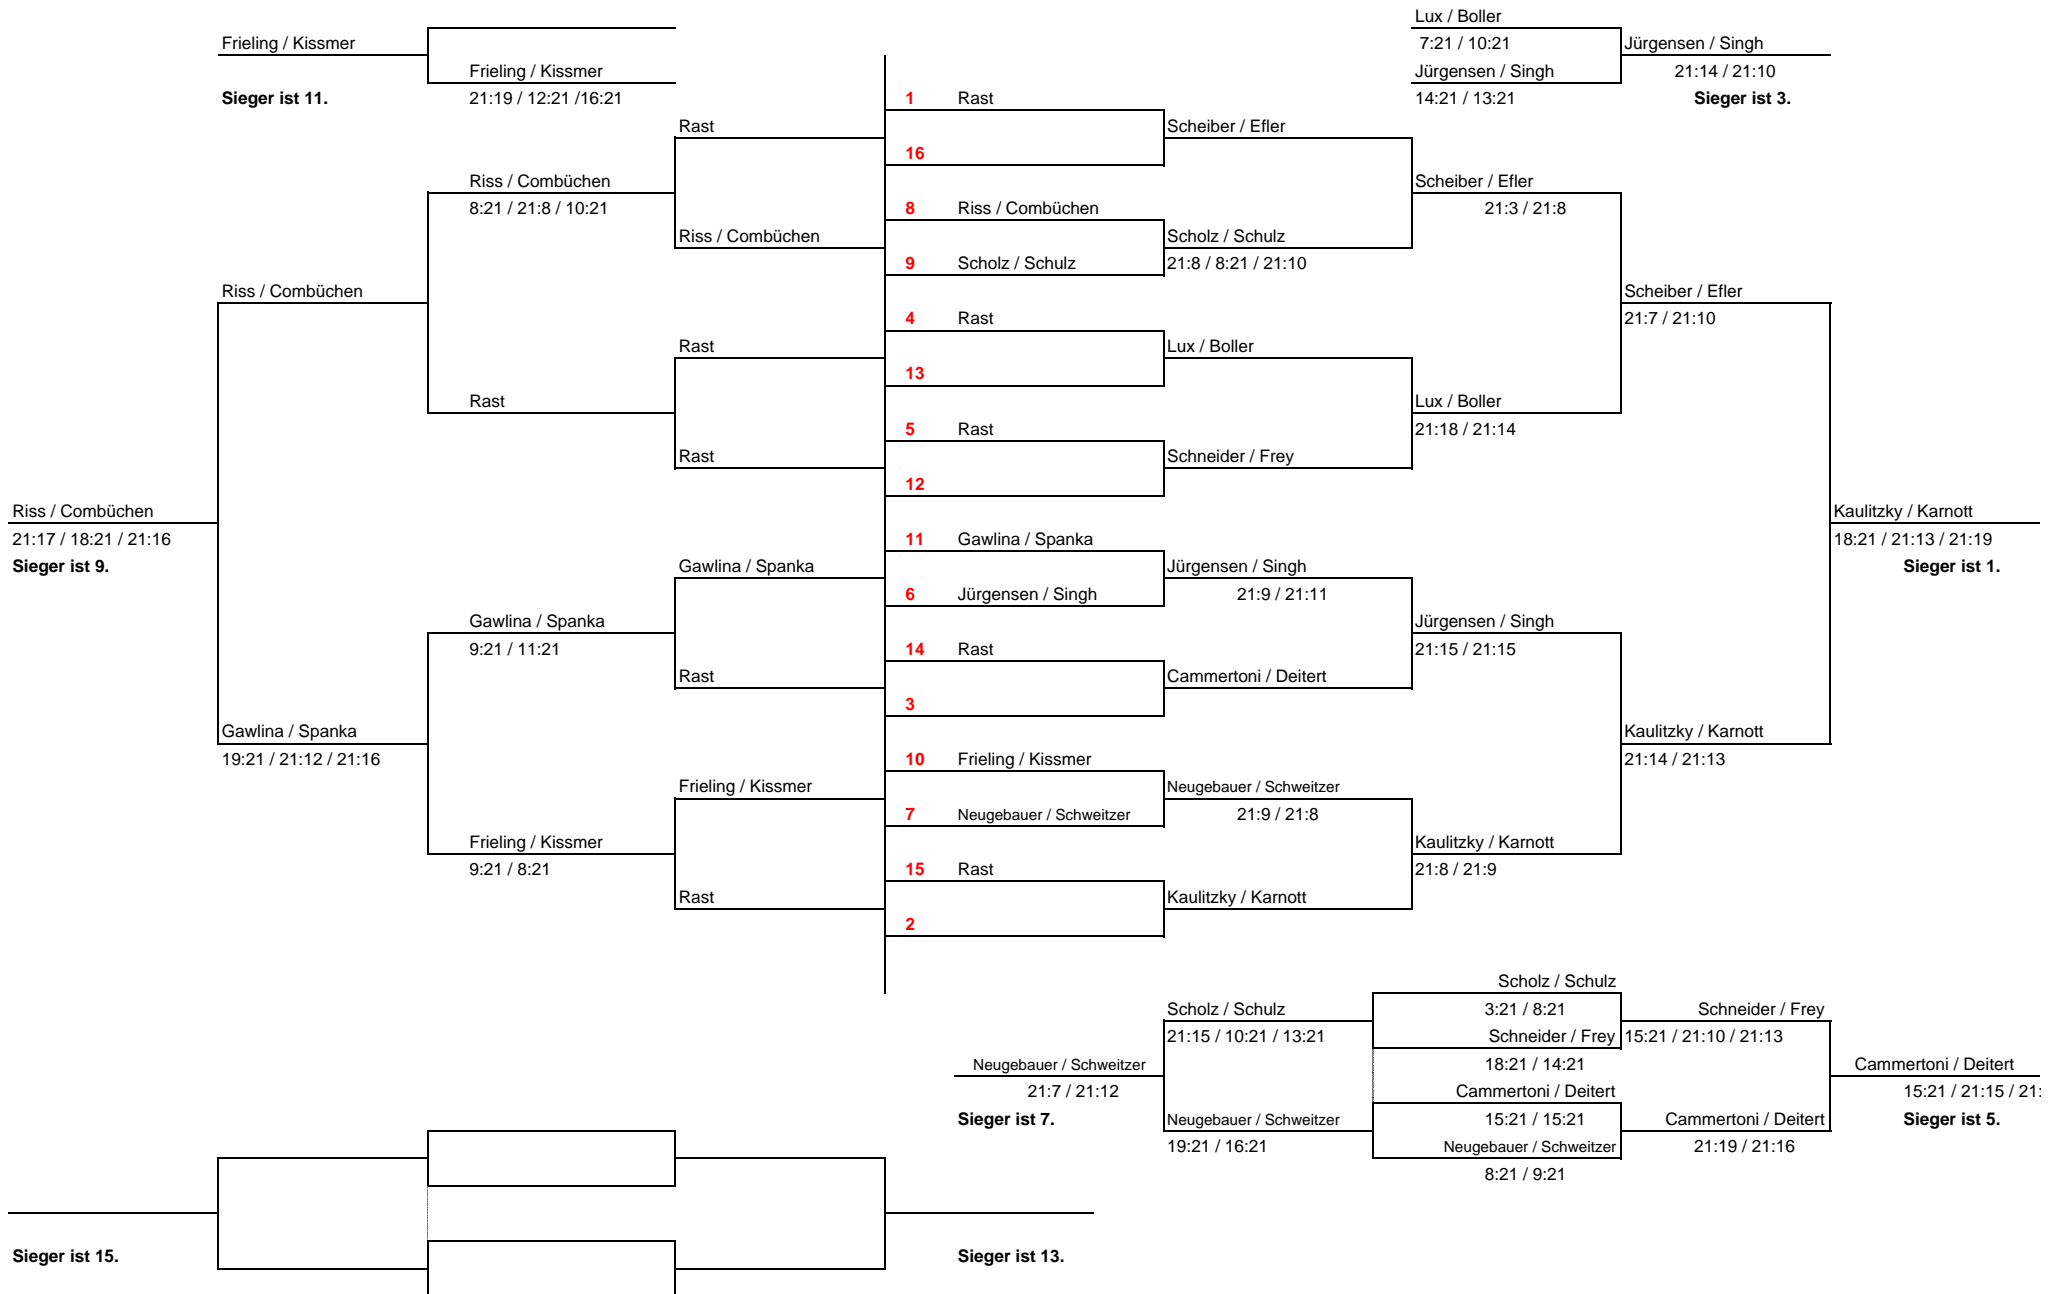 Lux / Boller
Frieling / Kissmer
7:21 / 10:21
Jürgensen / Singh
Frieling / Kissmer
Jürgensen / Singh
21:14 / 21:10
Sieger ist 11.
21:19 / 12:21 /16:21
1 Rast
14:21 / 13:21
Sieger ist 3.
Rast
Scheiber / Efler
16
Riss / Combüchen
Scheiber / Efler
8:21 / 21:8 / 10:21
8 Riss / Combüchen
21:3 / 21:8
Riss / Combüchen
Scholz / Schulz
9 Scholz / Schulz
21:8 / 8:21 / 21:10
Riss / Combüchen
Scheiber / Efler
4 Rast
21:7 / 21:10
Rast
Lux / Boller
13
Rast
Lux / Boller
5 Rast
21:18 / 21:14
Rast
Schneider / Frey
12
Riss / Combüchen
Kaulitzky / Karnott
21:17 / 18:21 / 21:16
11 Gawlina / Spanka
18:21 / 21:13 / 21:19
Sieger ist 9.
Gawlina / Spanka
Jürgensen / Singh
Sieger ist 1.
6 Jürgensen / Singh
21:9 / 21:11
Gawlina / Spanka
Jürgensen / Singh
9:21 / 11:21
14 Rast
21:15 / 21:15
Rast
Cammertoni / Deitert
3
Gawlina / Spanka
Kaulitzky / Karnott
19:21 / 21:12 / 21:16
10 Frieling / Kissmer
21:14 / 21:13
Frieling / Kissmer
Neugebauer / Schweitzer
7 Neugebauer / Schweitzer
21:9 / 21:8
Frieling / Kissmer
Kaulitzky / Karnott
9:21 / 8:21
15 Rast
21:8 / 21:9
Rast
Kaulitzky / Karnott
2
Scholz / Schulz
Scholz / Schulz
3:21 / 8:21
Schneider / Frey
21:15 / 10:21 / 13:21
Schneider / Frey
15:21 / 21:10 / 21:13
Neugebauer / Schweitzer
18:21 / 14:21
Cammertoni / Deitert
21:7 / 21:12
Cammertoni / Deitert
15:21 / 21:15 / 21:
Sieger ist 7.
Neugebauer / Schweitzer
15:21 / 15:21
Cammertoni / Deitert
Sieger ist 5.
19:21 / 16:21
Neugebauer / Schweitzer
21:19 / 21:16
8:21 / 9:21
Sieger ist 15.
Sieger ist 13.